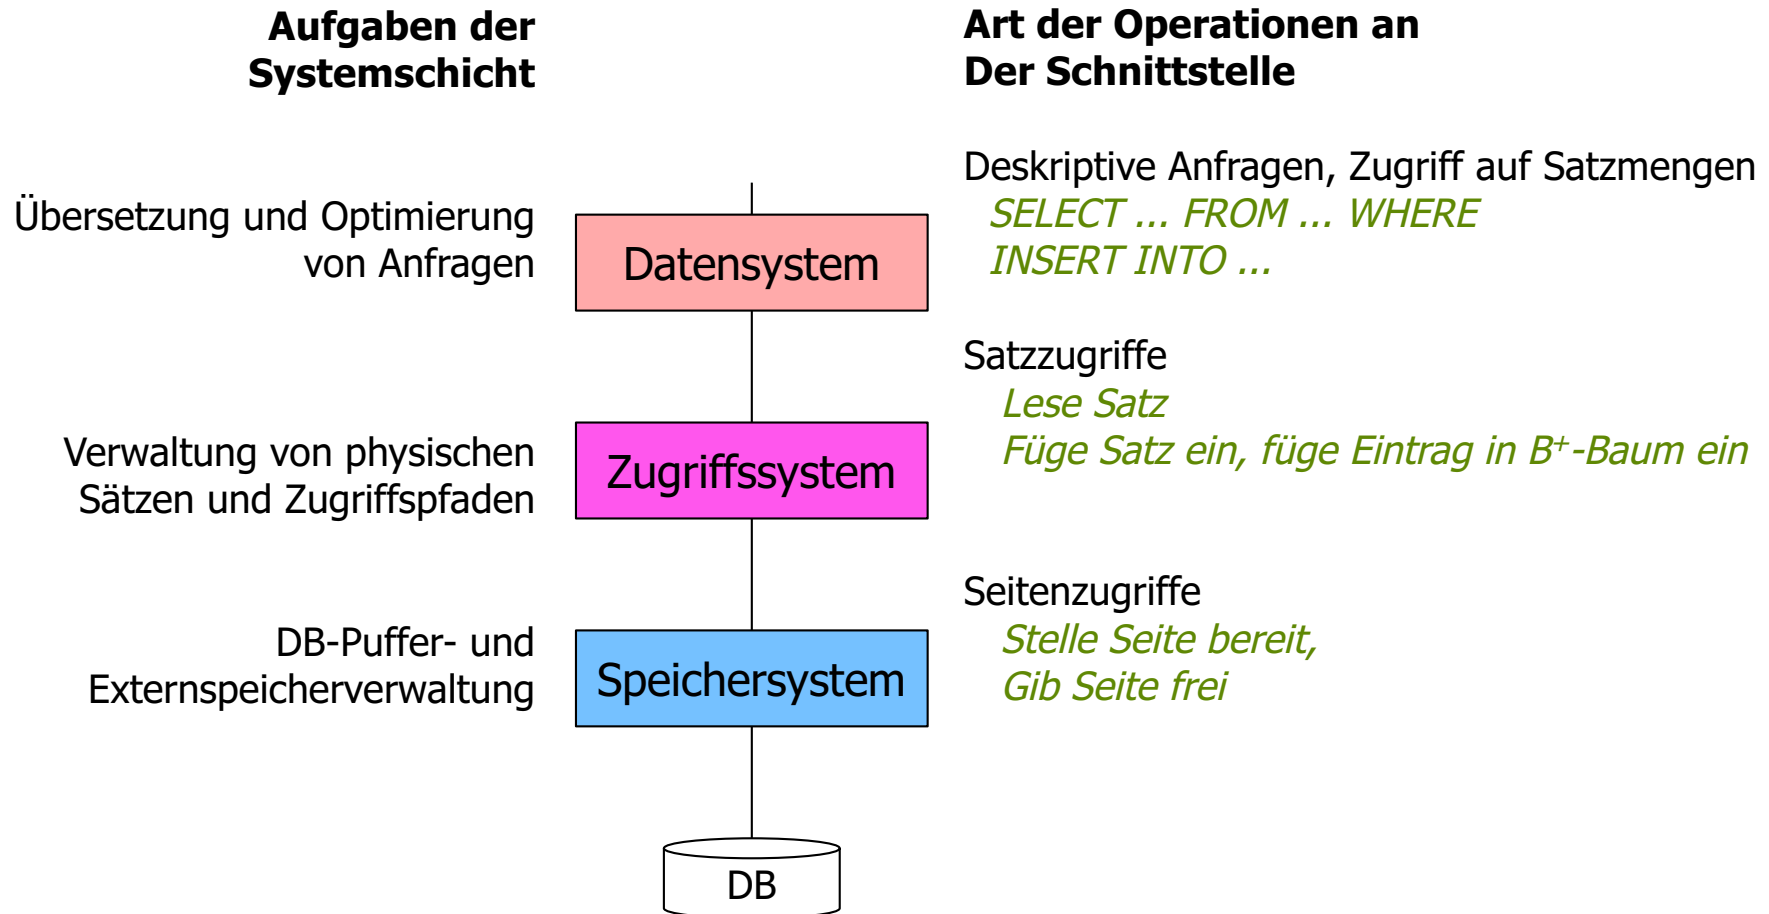 Aufgaben der
Systemschicht
Art der Operationen an
Der Schnittstelle
Übersetzung und Optimierung
von Anfragen
Datensystem
Deskriptive Anfragen, Zugriff auf Satzmengen
SELECT ... FROM ... WHERE
INSERT INTO ...
Verwaltung von physischen
Sätzen und Zugriffspfaden
Zugriffssystem
Satzzugriffe
Lese Satz
Füge Satz ein, füge Eintrag in B⁺-Baum ein
DB-Puffer- und
Externspeicherverwaltung
Speichersystem
Seitenzugriffe
Stelle Seite bereit,
Gib Seite frei
DB